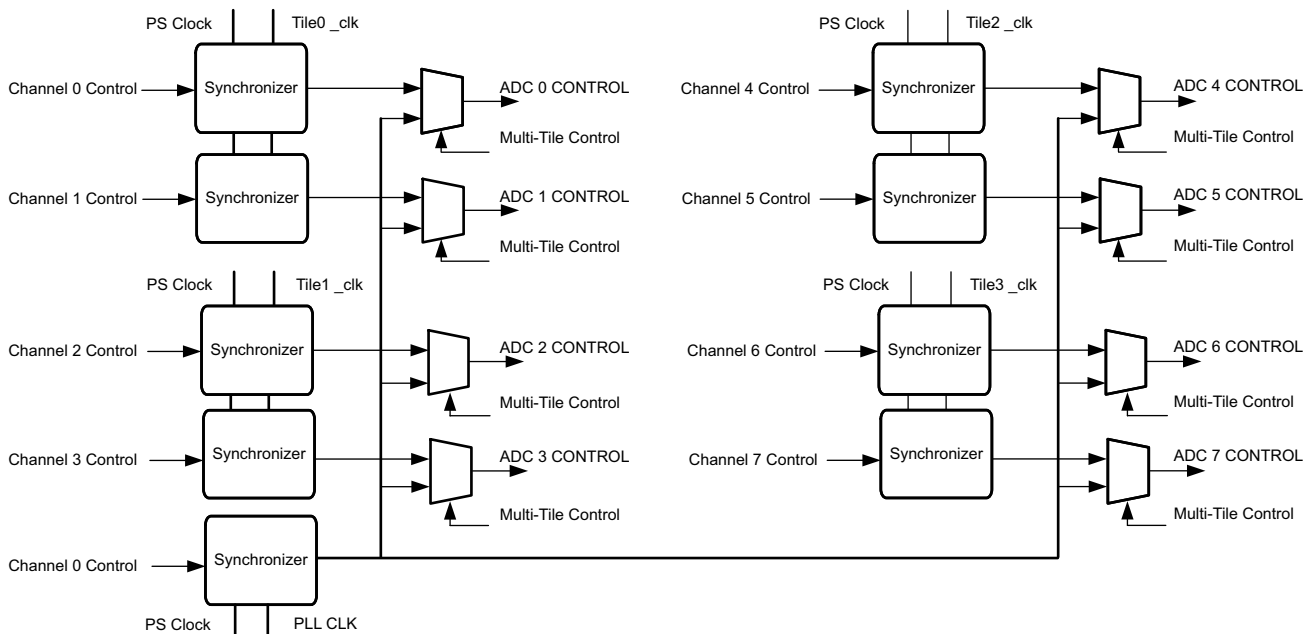 PS Clock
Tile0 _clk
Channel 0 Control
Synchronizer
ADC 0 CONTROL
Multi-Tile Control
Channel 1 Control
Synchronizer
ADC 1 CONTROL
Multi-Tile Control
PS Clock
Tile1 _clk
Channel 2 Control
Synchronizer
ADC 2 CONTROL
Multi-Tile Control
Channel 3 Control
Synchronizer
ADC 3 CONTROL
Multi-Tile Control
Channel 0 Control
Synchronizer
PS Clock
PLL CLK
PS Clock
Tile2 _clk
Channel 4 Control
Synchronizer
ADC 4 CONTROL
Multi-Tile Control
Channel 5 Control
Synchronizer
ADC 5 CONTROL
Multi-Tile Control
PS Clock
Tile3 _clk
Channel 6 Control
Synchronizer
ADC 6 CONTROL
Multi-Tile Control
Channel 7 Control
Synchronizer
ADC 7 CONTROL
Multi-Tile Control